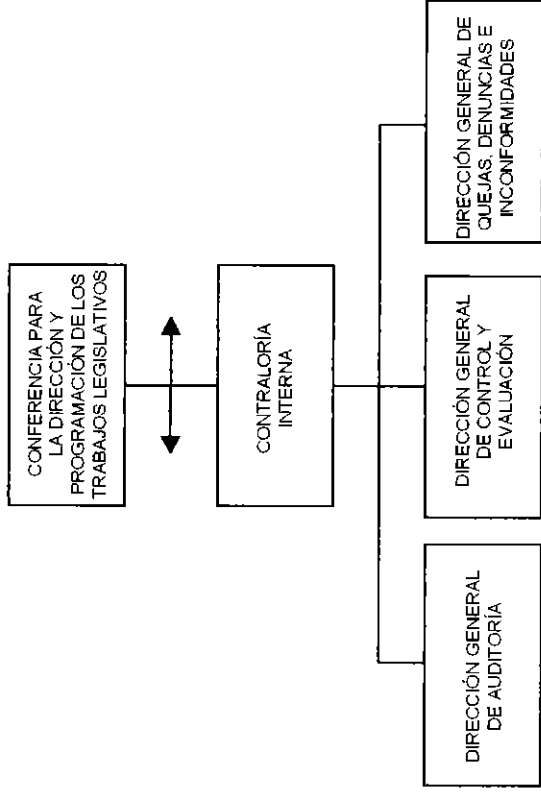 CONFERENCIA PARA
LA DIRECCIÓN Y
PROGRAMACIÓN DE LOS
TRABAJOS LEGISLATIVOS
CONTRALORÍA
INTERNA
DIRECCIÓN GENERAL
DE AUDITORÍA
DIRECCIÓN GENERAL
DE CONTROL Y
EVALUACIÓN
DIRECCIÓN GENERAL DE
QUEJAS, DENUNCIAS E
INCONFORMIDADES